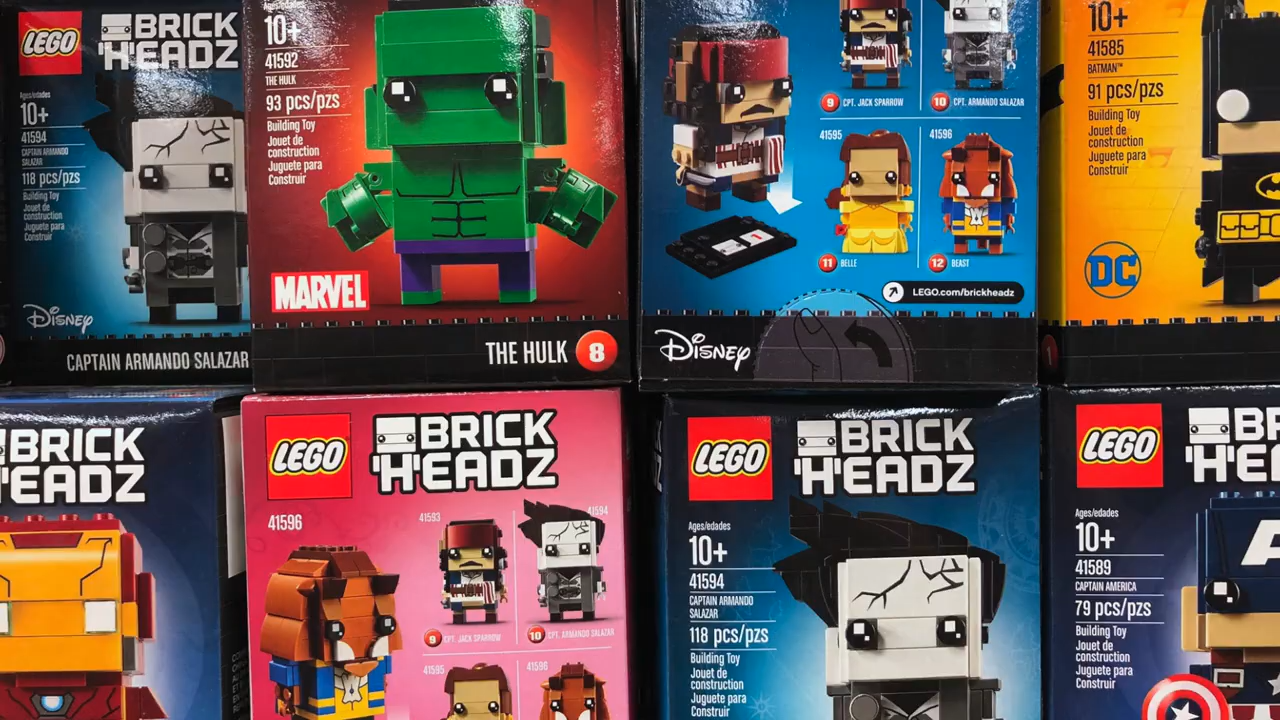 LEGO
BRICK
HEADZ
Ages/edades
10+
41594
CAPTAIN ARMANDO
SALAZAR
118 pcs/pzs
Building Toy
Jouet de
construction
Juguete para
Construir
Disney
CAPTAIN ARMANDO SALAZAR
10+
41592
THE HULK
93 pcs/pzs
Building Toy
Jouet de
construction
Juguete para
Construir
MARVEL
THE HULK 8
9 CPT. JACK SPARROW
10 CPT. ARMANDO SALAZAR
41595
41596
11 BELLE
12 BEAST
LEGO.com/brickheadz
Disney
10+
41585
BATMAN™
91 pcs/pzs
Building Toy
Jouet de
construction
Juguete para
Construir
DC
1
BRICK
HEADZ
LEGO
BRICK
HEADZ
41596
41593
41594
9 CPT. JACK SPARROW
10 CPT. ARMANDO SALAZAR
41595
41596
LEGO
BRICK
HEADZ
Ages/edades
10+
41594
CAPTAIN ARMANDO
SALAZAR
118 pcs/pzs
Building Toy
Jouet de
construction
Juguete para
Construir
LEGO
Ages/edades
10+
41589
CAPTAIN AMERICA
79 pcs/pzs
Building Toy
Jouet de
construction
Juguete para
Construir
A